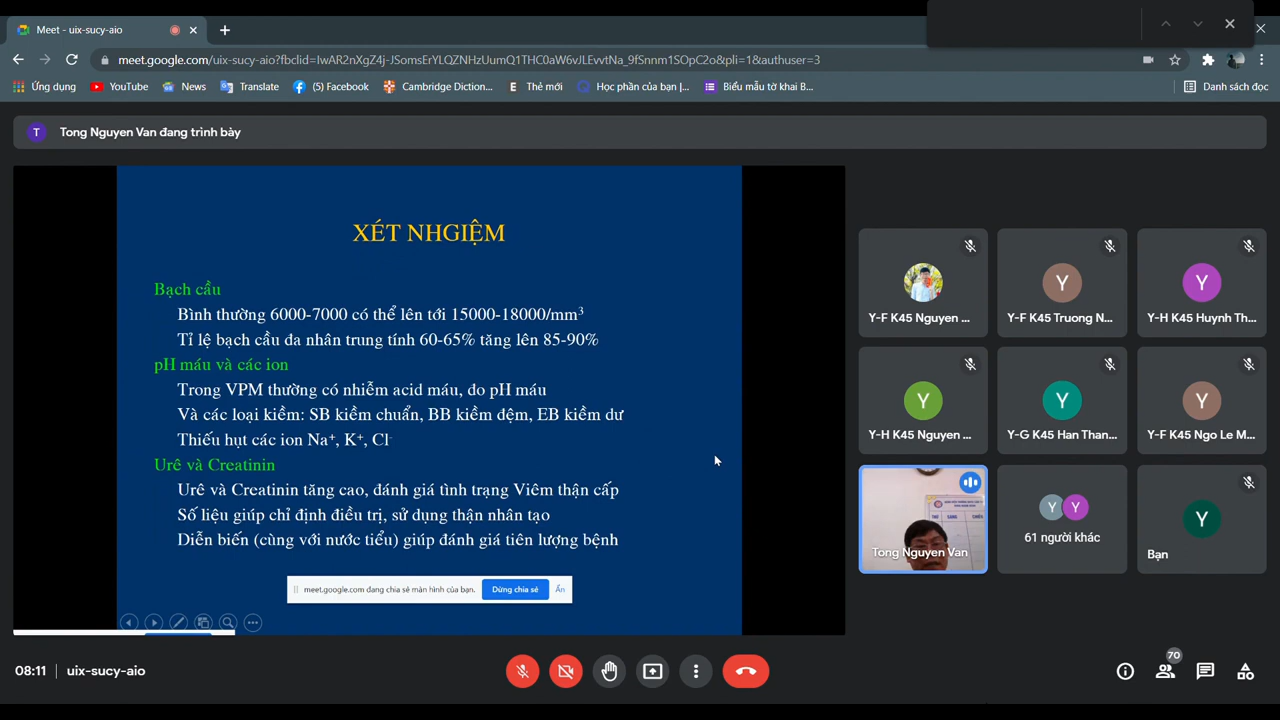 Meet - uix-sucy-aio
meet.google.com/uix-sucy-aio?fbclid=IwAR2nXgZ4j-JSomsErYLQZNHzUumQ1THC0aW6vJLEvvtNa_9fSnnm1SOpC2o&pli=1&authuser=3
Ứng dụng YouTube News Translate (5) Facebook Cambridge Diction... Thẻ mới Học phần của bạn |... Biểu mẫu tờ khai B... Danh sách đọc
T Tong Nguyen Van đang trình bày
XÉT NHGIỆM
Bạch cầu
Bình thường 6000-7000 có thể lên tới 15000-18000/mm³
Tỉ lệ bạch cầu đa nhân trung tính 60-65% tăng lên 85-90%
pH máu và các ion
Trong VPM thường có nhiễm acid máu, đo pH máu
Và các loại kiềm: SB kiềm chuẩn, BB kiềm đệm, EB kiềm dư
Thiếu hụt các ion Na⁺, K⁺, Cl⁻
Urê và Creatinin
Urê và Creatinin tăng cao, đánh giá tình trạng Viêm thận cấp
Số liệu giúp chỉ định điều trị, sử dụng thận nhân tạo
Diễn biến (cùng với nước tiểu) giúp đánh giá tiên lượng bệnh
meet.google.com đang chia sẻ màn hình của bạn. Dừng chia sẻ Ẩn
Y-F K45 Nguyen ...
Y
Y-F K45 Truong N...
Y
Y-H K45 Huynh Th...
Y
Y-H K45 Nguyen ...
Y
Y-G K45 Han Than...
Y
Y-F K45 Ngo Le M...
Tong Nguyen Van
Y Y
61 người khác
Y
Bạn
08:11 | uix-sucy-aio
70